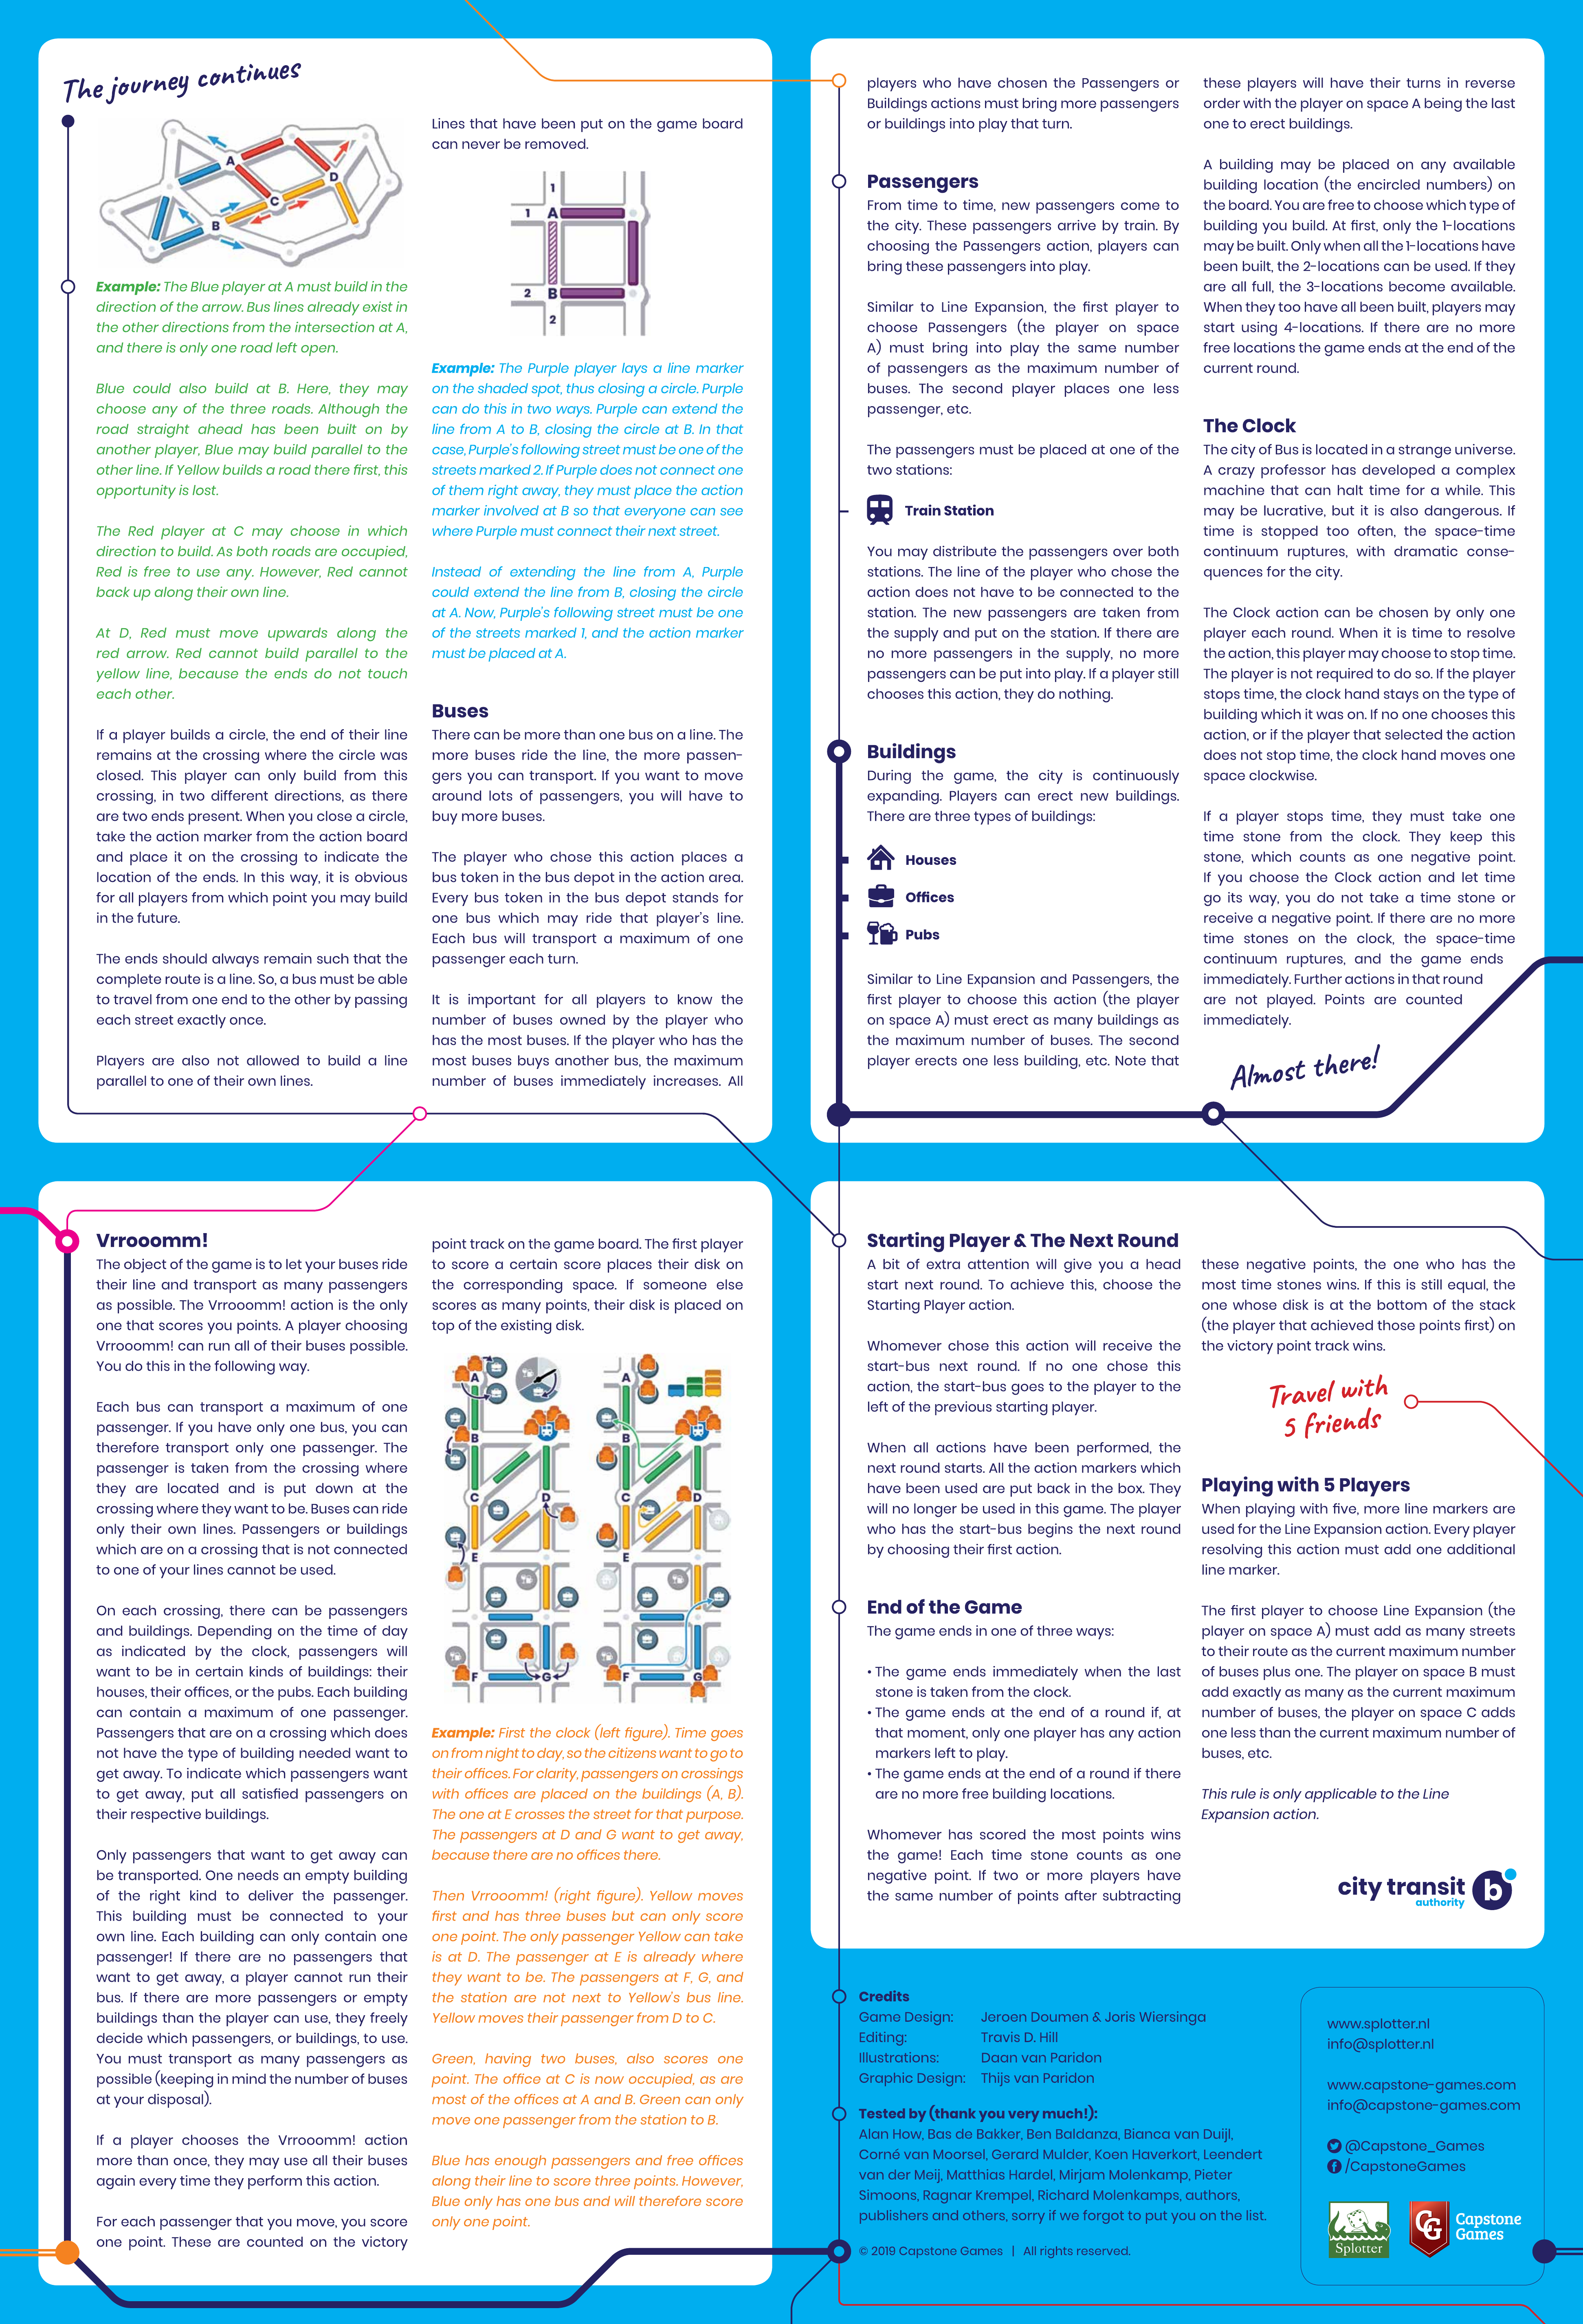 The journey continues
A
B
C
D
Example: The Blue player at A must build in the
direction of the arrow. Bus lines already exist in
the other directions from the intersection at A,
and there is only one road left open.
Blue could also build at B. Here, they may
choose any of the three roads. Although the
road straight ahead has been built on by
another player, Blue may build parallel to the
other line. If Yellow builds a road there first, this
opportunity is lost.
The Red player at C may choose in which
direction to build. As both roads are occupied,
Red is free to use any. However, Red cannot
back up along their own line.
At D, Red must move upwards along the
red arrow. Red cannot build parallel to the
yellow line, because the ends do not touch
each other.
If a player builds a circle, the end of their line
remains at the crossing where the circle was
closed. This player can only build from this
crossing, in two different directions, as there
are two ends present. When you close a circle,
take the action marker from the action board
and place it on the crossing to indicate the
location of the ends. In this way, it is obvious
for all players from which point you may build
in the future.
The ends should always remain such that the
complete route is a line. So, a bus must be able
to travel from one end to the other by passing
each street exactly once.
Players are also not allowed to build a line
parallel to one of their own lines.
Lines that have been put on the game board
can never be removed.
1
1 A
2 B
2
Example: The Purple player lays a line marker
on the shaded spot, thus closing a circle. Purple
can do this in two ways. Purple can extend the
line from A to B, closing the circle at B. In that
case, Purple's following street must be one of the
streets marked 2. If Purple does not connect one
of them right away, they must place the action
marker involved at B so that everyone can see
where Purple must connect their next street.
Instead of extending the line from A, Purple
could extend the line from B, closing the circle
at A. Now, Purple's following street must be one
of the streets marked 1, and the action marker
must be placed at A.
Buses
There can be more than one bus on a line. The
more buses ride the line, the more passen-
gers you can transport. If you want to move
around lots of passengers, you will have to
buy more buses.
The player who chose this action places a
bus token in the bus depot in the action area.
Every bus token in the bus depot stands for
one bus which may ride that player's line.
Each bus will transport a maximum of one
passenger each turn.
It is important for all players to know the
number of buses owned by the player who
has the most buses. If the player who has the
most buses buys another bus, the maximum
number of buses immediately increases. All
players who have chosen the Passengers or
Buildings actions must bring more passengers
or buildings into play that turn.
Passengers
From time to time, new passengers come to
the city. These passengers arrive by train. By
choosing the Passengers action, players can
bring these passengers into play.
Similar to Line Expansion, the first player to
choose Passengers (the player on space
A) must bring into play the same number
of passengers as the maximum number of
buses. The second player places one less
passenger, etc.
The passengers must be placed at one of the
two stations:
Train Station
You may distribute the passengers over both
stations. The line of the player who chose the
action does not have to be connected to the
station. The new passengers are taken from
the supply and put on the station. If there are
no more passengers in the supply, no more
passengers can be put into play. If a player still
chooses this action, they do nothing.
Buildings
During the game, the city is continuously
expanding. Players can erect new buildings.
There are three types of buildings:
Houses
Offices
Pubs
Similar to Line Expansion and Passengers, the
first player to choose this action (the player
on space A) must erect as many buildings as
the maximum number of buses. The second
player erects one less building, etc. Note that
these players will have their turns in reverse
order with the player on space A being the last
one to erect buildings.
A building may be placed on any available
building location (the encircled numbers) on
the board. You are free to choose which type of
building you build. At first, only the 1-locations
may be built. Only when all the 1-locations have
been built, the 2-locations can be used. If they
are all full, the 3-locations become available.
When they too have all been built, players may
start using 4-locations. If there are no more
free locations the game ends at the end of the
current round.
The Clock
The city of Bus is located in a strange universe.
A crazy professor has developed a complex
machine that can halt time for a while. This
may be lucrative, but it is also dangerous. If
time is stopped too often, the space-time
continuum ruptures, with dramatic conse-
quences for the city.
The Clock action can be chosen by only one
player each round. When it is time to resolve
the action, this player may choose to stop time.
The player is not required to do so. If the player
stops time, the clock hand stays on the type of
building which it was on. If no one chooses this
action, or if the player that selected the action
does not stop time, the clock hand moves one
space clockwise.
If a player stops time, they must take one
time stone from the clock. They keep this
stone, which counts as one negative point.
If you choose the Clock action and let time
go its way, you do not take a time stone or
receive a negative point. If there are no more
time stones on the clock, the space-time
continuum ruptures, and the game ends
immediately. Further actions in that round
are not played. Points are counted
immediately.
Almost there!
Vrrooomm!
The object of the game is to let your buses ride
their line and transport as many passengers
as possible. The Vrrooomm! action is the only
one that scores you points. A player choosing
Vrrooomm! can run all of their buses possible.
You do this in the following way.
Each bus can transport a maximum of one
passenger. If you have only one bus, you can
therefore transport only one passenger. The
passenger is taken from the crossing where
they are located and is put down at the
crossing where they want to be. Buses can ride
only their own lines. Passengers or buildings
which are on a crossing that is not connected
to one of your lines cannot be used.
On each crossing, there can be passengers
and buildings. Depending on the time of day
as indicated by the clock, passengers will
want to be in certain kinds of buildings: their
houses, their offices, or the pubs. Each building
can contain a maximum of one passenger.
Passengers that are on a crossing which does
not have the type of building needed want to
get away. To indicate which passengers want
to get away, put all satisfied passengers on
their respective buildings.
Only passengers that want to get away can
be transported. One needs an empty building
of the right kind to deliver the passenger.
This building must be connected to your
own line. Each building can only contain one
passenger! If there are no passengers that
want to get away, a player cannot run their
bus. If there are more passengers or empty
buildings than the player can use, they freely
decide which passengers, or buildings, to use.
You must transport as many passengers as
possible (keeping in mind the number of buses
at your disposal).
If a player chooses the Vrrooomm! action
more than once, they may use all their buses
again every time they perform this action.
For each passenger that you move, you score
one point. These are counted on the victory
point track on the game board. The first player
to score a certain score places their disk on
the corresponding space. If someone else
scores as many points, their disk is placed on
top of the existing disk.
A
B
C
D
E
F
G
A
B
C
D
E
F
G
Example: First the clock (left figure). Time goes
on from night to day, so the citizens want to go to
their offices. For clarity, passengers on crossings
with offices are placed on the buildings (A, B).
The one at E crosses the street for that purpose.
The passengers at D and G want to get away,
because there are no offices there.
Then Vrrooomm! (right figure). Yellow moves
first and has three buses but can only score
one point. The only passenger Yellow can take
is at D. The passenger at E is already where
they want to be. The passengers at F, G, and
the station are not next to Yellow's bus line.
Yellow moves their passenger from D to C.
Green, having two buses, also scores one
point. The office at C is now occupied, as are
most of the offices at A and B. Green can only
move one passenger from the station to B.
Blue has enough passengers and free offices
along their line to score three points. However,
Blue only has one bus and will therefore score
only one point.
Starting Player & The Next Round
A bit of extra attention will give you a head
start next round. To achieve this, choose the
Starting Player action.
Whomever chose this action will receive the
start-bus next round. If no one chose this
action, the start-bus goes to the player to the
left of the previous starting player.
When all actions have been performed, the
next round starts. All the action markers which
have been used are put back in the box. They
will no longer be used in this game. The player
who has the start-bus begins the next round
by choosing their first action.
End of the Game
The game ends in one of three ways:
• The game ends immediately when the last
stone is taken from the clock.
• The game ends at the end of a round if, at
that moment, only one player has any action
markers left to play.
• The game ends at the end of a round if there
are no more free building locations.
Whomever has scored the most points wins
the game! Each time stone counts as one
negative point. If two or more players have
the same number of points after subtracting
these negative points, the one who has the
most time stones wins. If this is still equal, the
one whose disk is at the bottom of the stack
(the player that achieved those points first) on
the victory point track wins.
Travel with
5 friends
Playing with 5 Players
When playing with five, more line markers are
used for the Line Expansion action. Every player
resolving this action must add one additional
line marker.
The first player to choose Line Expansion (the
player on space A) must add as many streets
to their route as the current maximum number
of buses plus one. The player on space B must
add exactly as many as the current maximum
number of buses, the player on space C adds
one less than the current maximum number of
buses, etc.
This rule is only applicable to the Line
Expansion action.
city transit b
authority
Credits
Game Design: Jeroen Doumen & Joris Wiersinga
Editing: Travis D. Hill
Illustrations: Daan van Paridon
Graphic Design: Thijs van Paridon
Tested by (thank you very much!):
Alan How, Bas de Bakker, Ben Baldanza, Bianca van Duijl,
Corné van Moorsel, Gerard Mulder, Koen Haverkort, Leendert
van der Meij, Matthias Hardel, Mirjam Molenkamp, Pieter
Simoons, Ragnar Krempel, Richard Molenkamps, authors,
publishers and others, sorry if we forgot to put you on the list.
© 2019 Capstone Games | All rights reserved.
www.splotter.nl
info@splotter.nl
www.capstone-games.com
info@capstone-games.com
@Capstone_Games
/CapstoneGames
Splotter
CG Capstone
Games